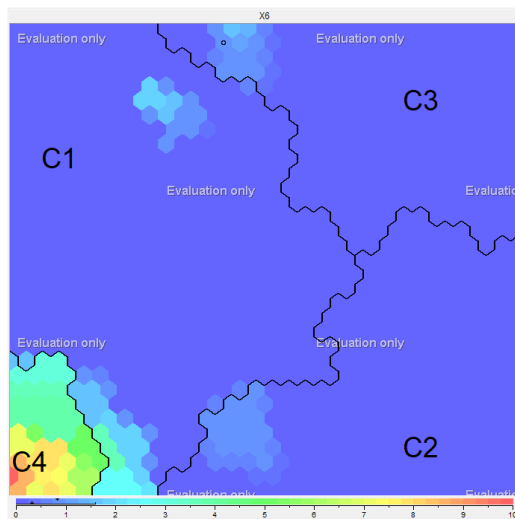 X6
Evaluation only
Evaluation only
C3
C1
Evaluation only
Evaluation
Evaluation only
Evaluation only
C2
C4
Evaluation only
Evaluation
0
1
2
3
4
5
6
7
8
9
10